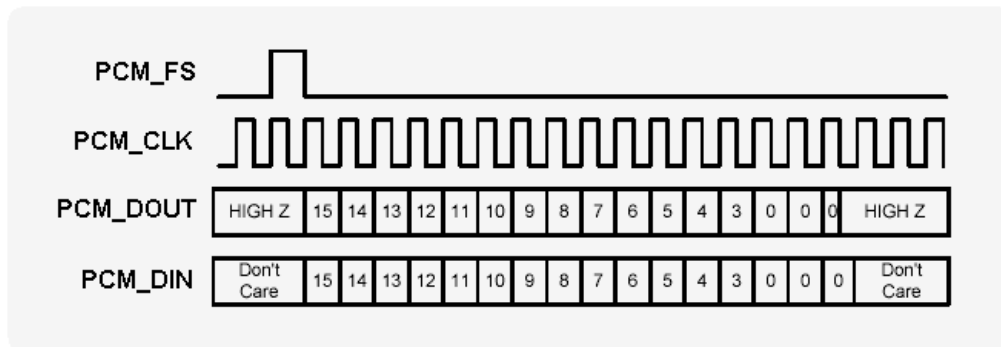 PCM_FS
PCM_CLK
PCM_DOUT HIGH Z 15 14 13 12 11 10 9 8 7 6 5 4 3 0 0 0 HIGH Z
PCM_DIN Don't Care 15 14 13 12 11 10 9 8 7 6 5 4 3 0 0 0 Don't Care